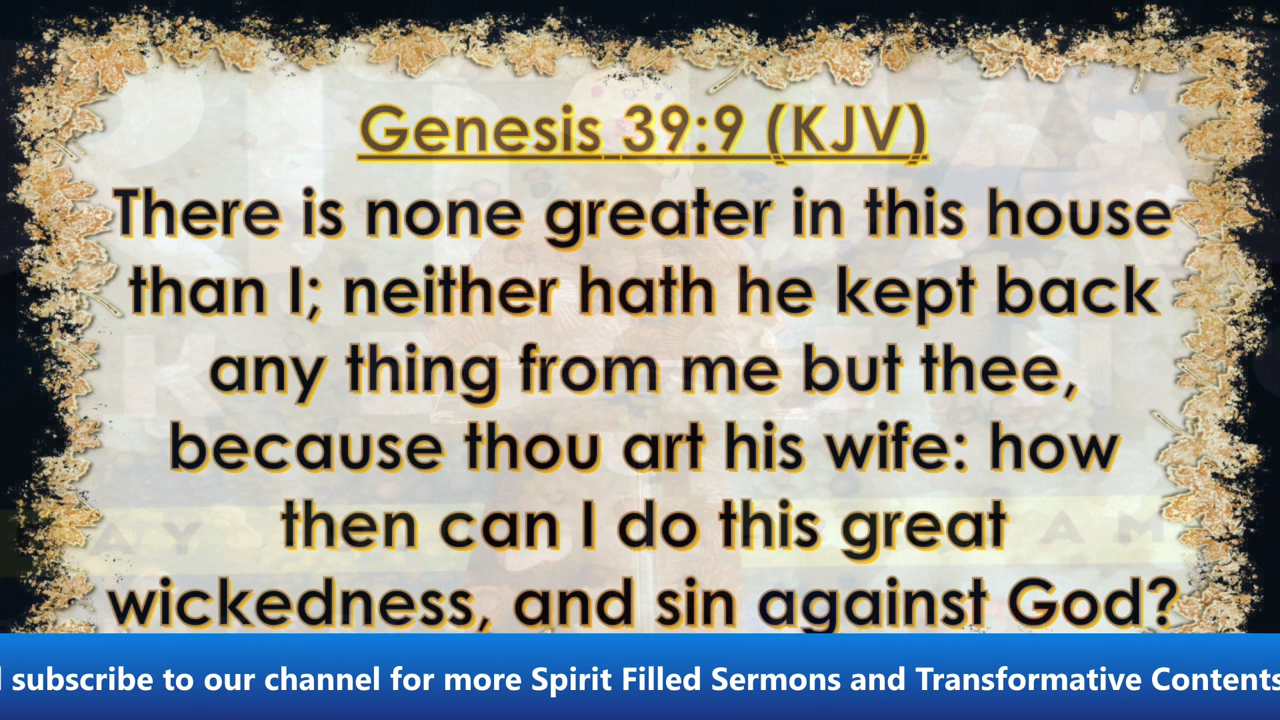 Genesis 39:9 (KJV)
There is none greater in this house
than I; neither hath he kept back
any thing from me but thee,
because thou art his wife: how
then can I do this great
wickedness, and sin against God?
subscribe to our channel for more Spirit Filled Sermons and Transformative Contents